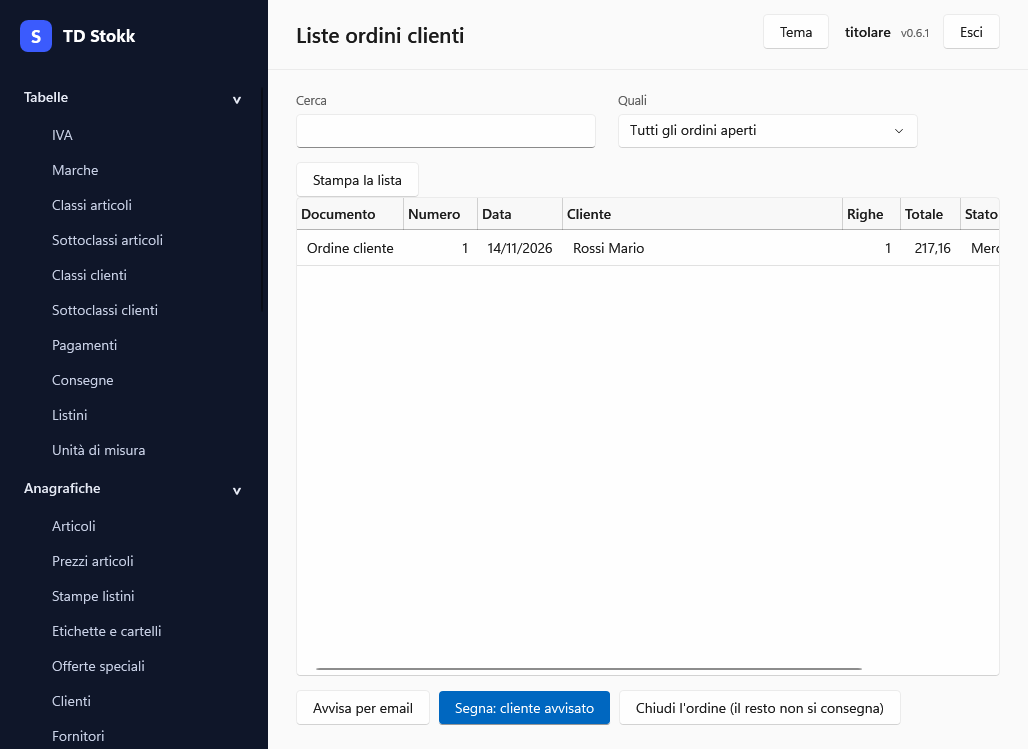 S TD Stokk
Liste ordini clienti
Tema titolare v0.6.1 Esci
Tabelle v
IVA
Marche
Classi articoli
Sottoclassi articoli
Classi clienti
Sottoclassi clienti
Pagamenti
Consegne
Listini
Unità di misura
Anagrafiche v
Articoli
Prezzi articoli
Stampe listini
Etichette e cartelli
Offerte speciali
Clienti
Fornitori
Cerca Quali
Tutti gli ordini aperti
Stampa la lista
Documento Numero Data Cliente Righe Totale Stato
Ordine cliente 1 14/11/2026 Rossi Mario 1 217,16
Avvisa per email Segna: cliente avvisato Chiudi l'ordine (il resto non si consegna)